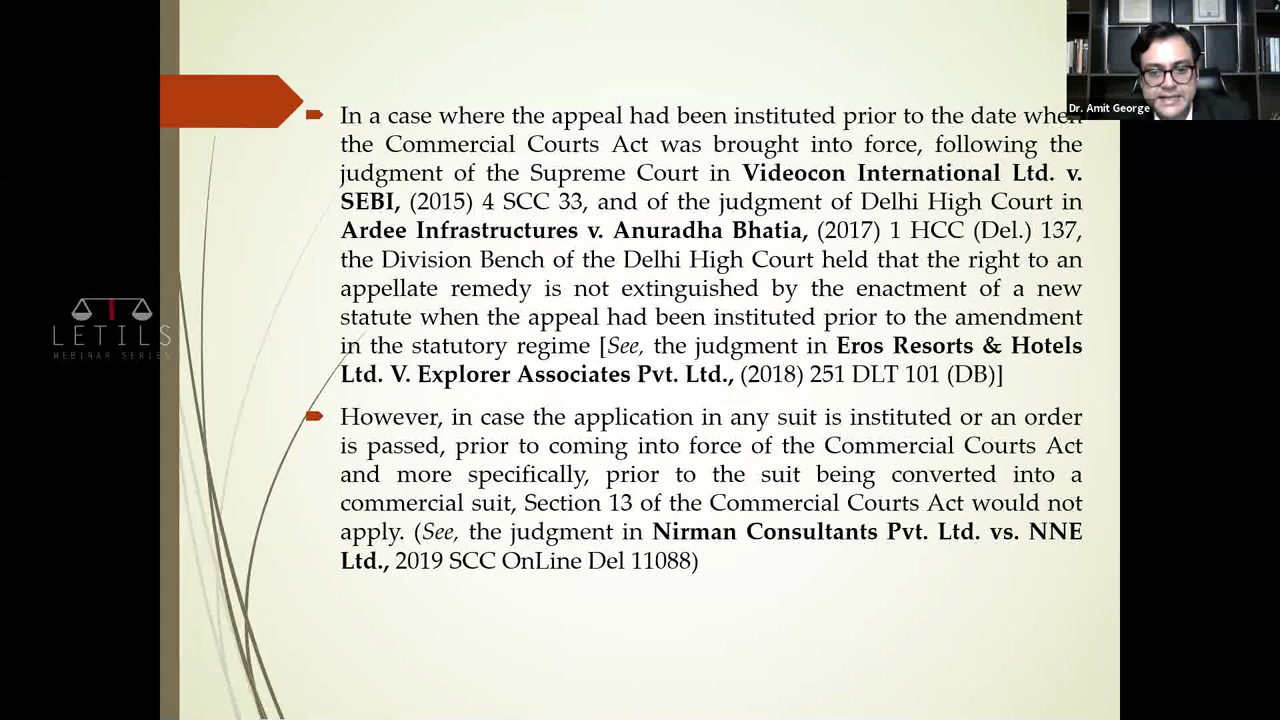 Dr. Amit George
In a case where the appeal had been instituted prior to the date when
the Commercial Courts Act was brought into force, following the
judgment of the Supreme Court in Videocon International Ltd. v.
SEBI, (2015) 4 SCC 33, and of the judgment of Delhi High Court in
Ardee Infrastructures v. Anuradha Bhatia, (2017) 1 HCC (Del.) 137,
the Division Bench of the Delhi High Court held that the right to an
appellate remedy is not extinguished by the enactment of a new
statute when the appeal had been instituted prior to the amendment
in the statutory regime [See, the judgment in Eros Resorts & Hotels
Ltd. V. Explorer Associates Pvt. Ltd., (2018) 251 DLT 101 (DB)]
However, in case the application in any suit is instituted or an order
is passed, prior to coming into force of the Commercial Courts Act
and more specifically, prior to the suit being converted into a
commercial suit, Section 13 of the Commercial Courts Act would not
apply. (See, the judgment in Nirman Consultants Pvt. Ltd. vs. NNE
Ltd., 2019 SCC OnLine Del 11088)
LETILS
WEBINAR SERIES